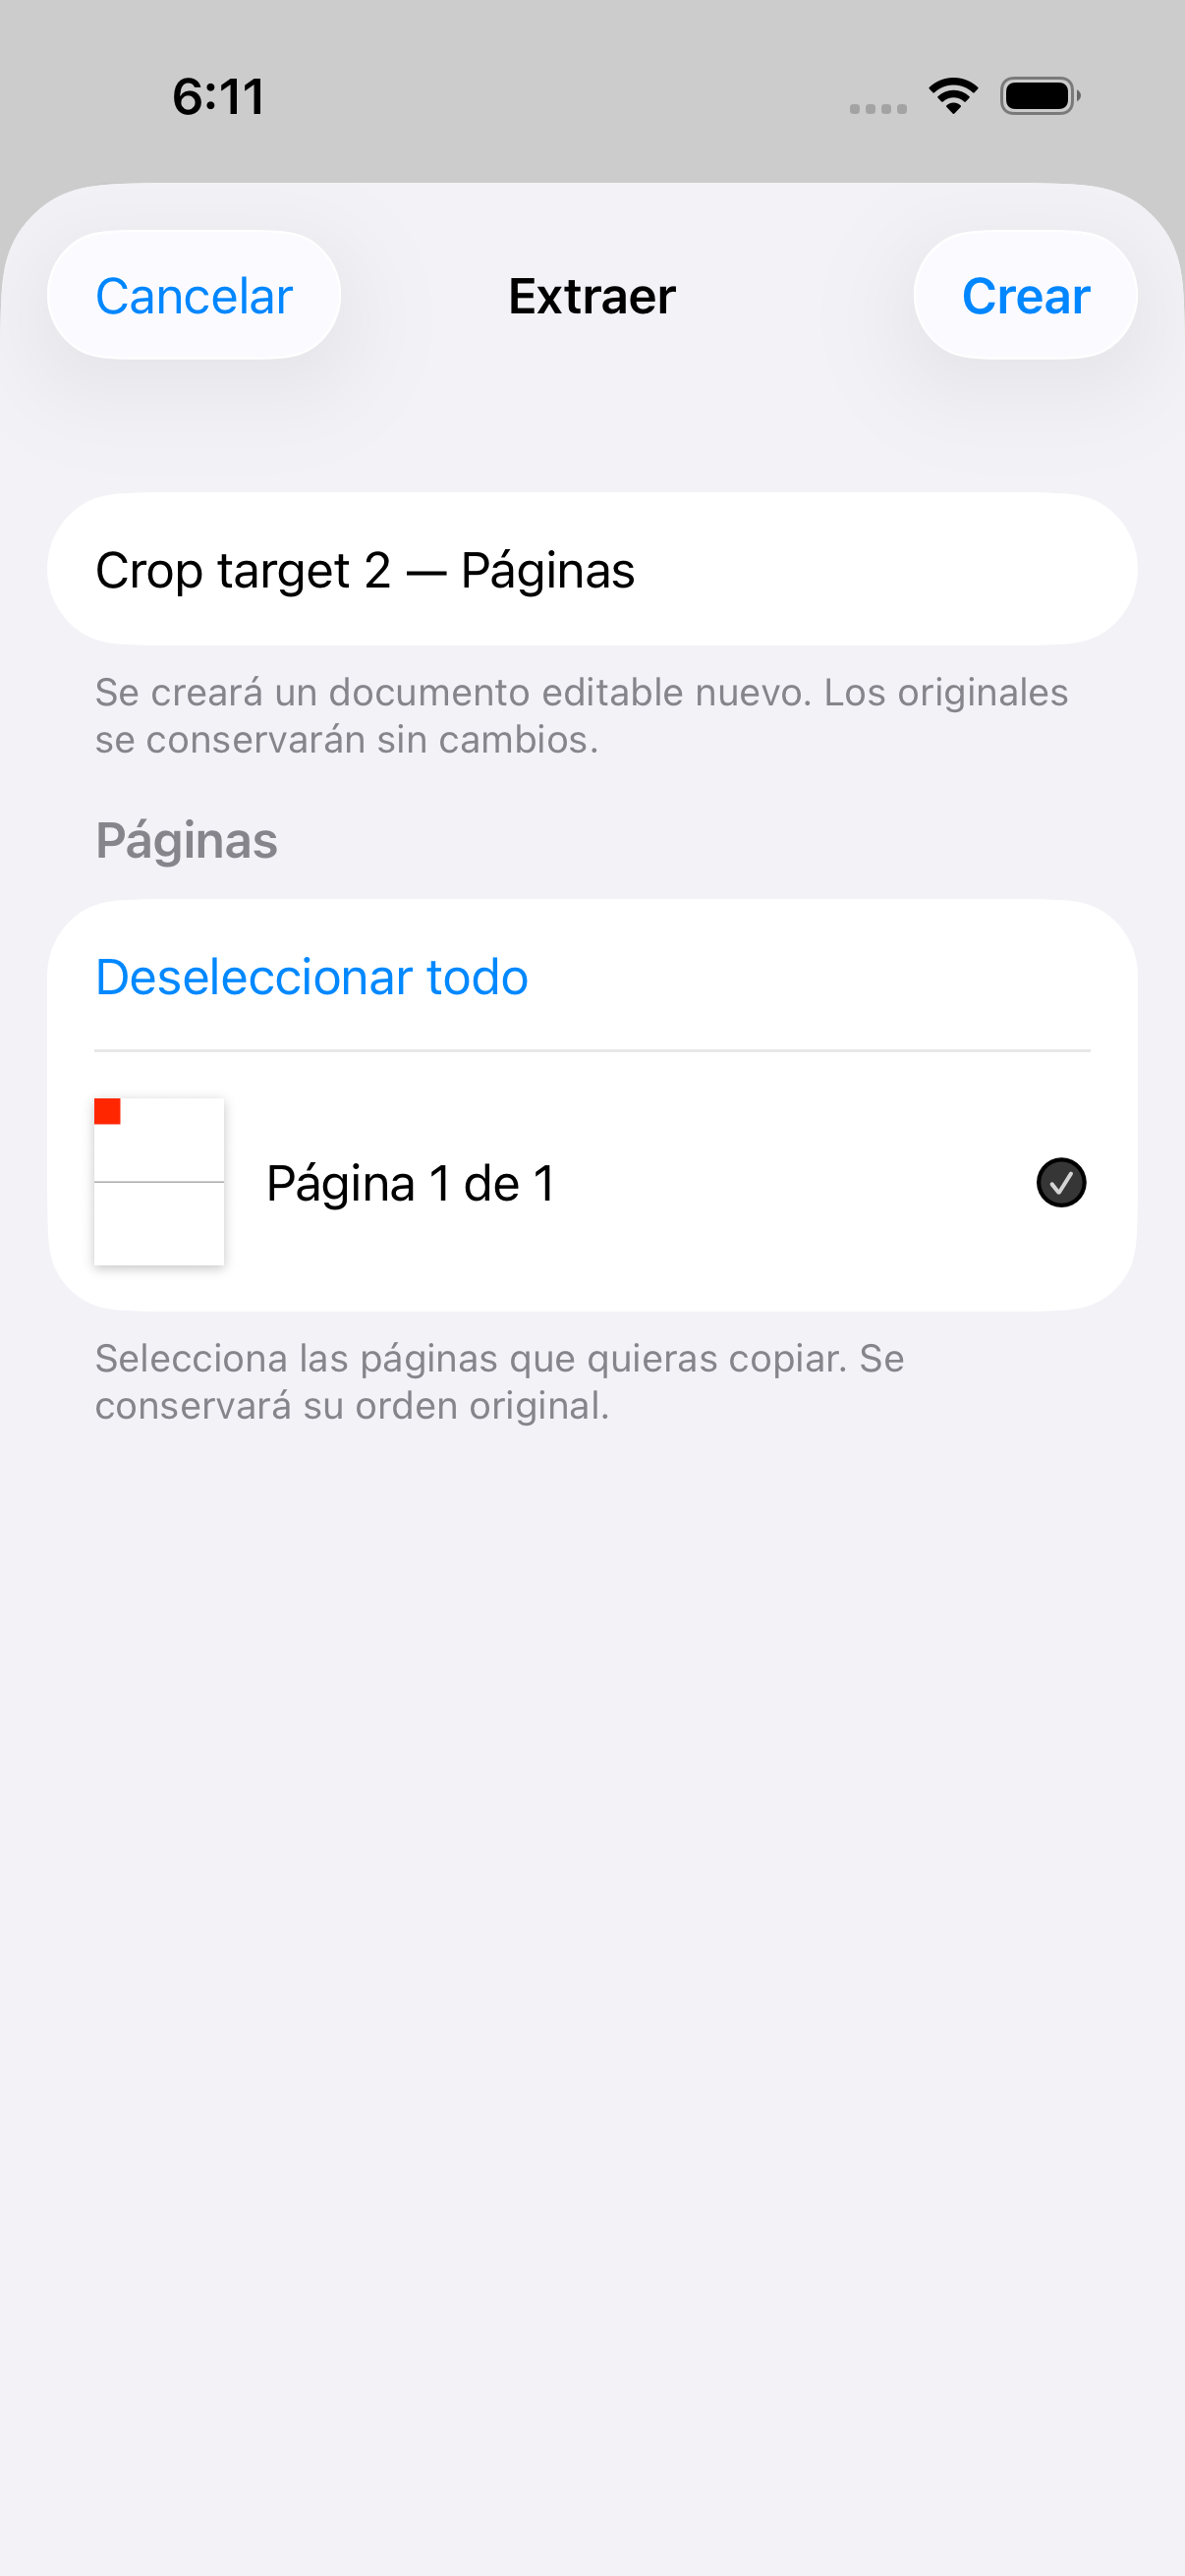 6:11
Cancelar
Extraer
Crear
Crop target 2 — Páginas
Se creará un documento editable nuevo. Los originales
se conservarán sin cambios.
Páginas
Deseleccionar todo
Página 1 de 1
Selecciona las páginas que quieras copiar. Se
conservará su orden original.